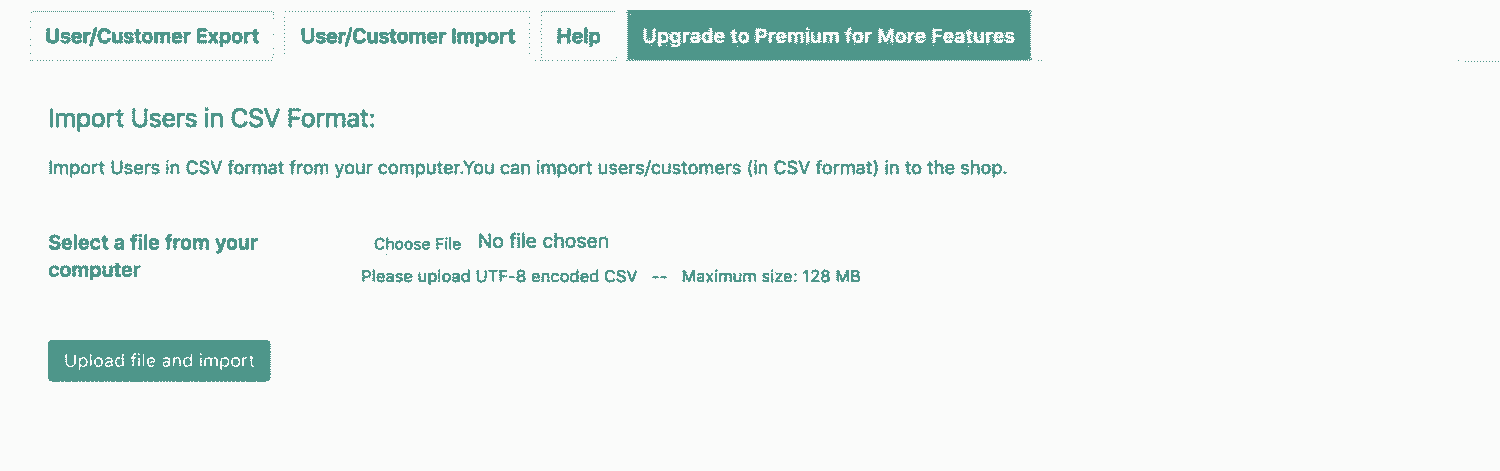 User/Customer Export User/Customer Import Help Upgrade to Premium for More Features
Import Users in CSV Format:
Import Users in CSV format from your computer.You can import users/customers (in CSV format) in to the shop.
Select a file from your
computer
Choose File No file chosen
Please upload UTF-8 encoded CSV -- Maximum size: 128 MB
Upload file and import